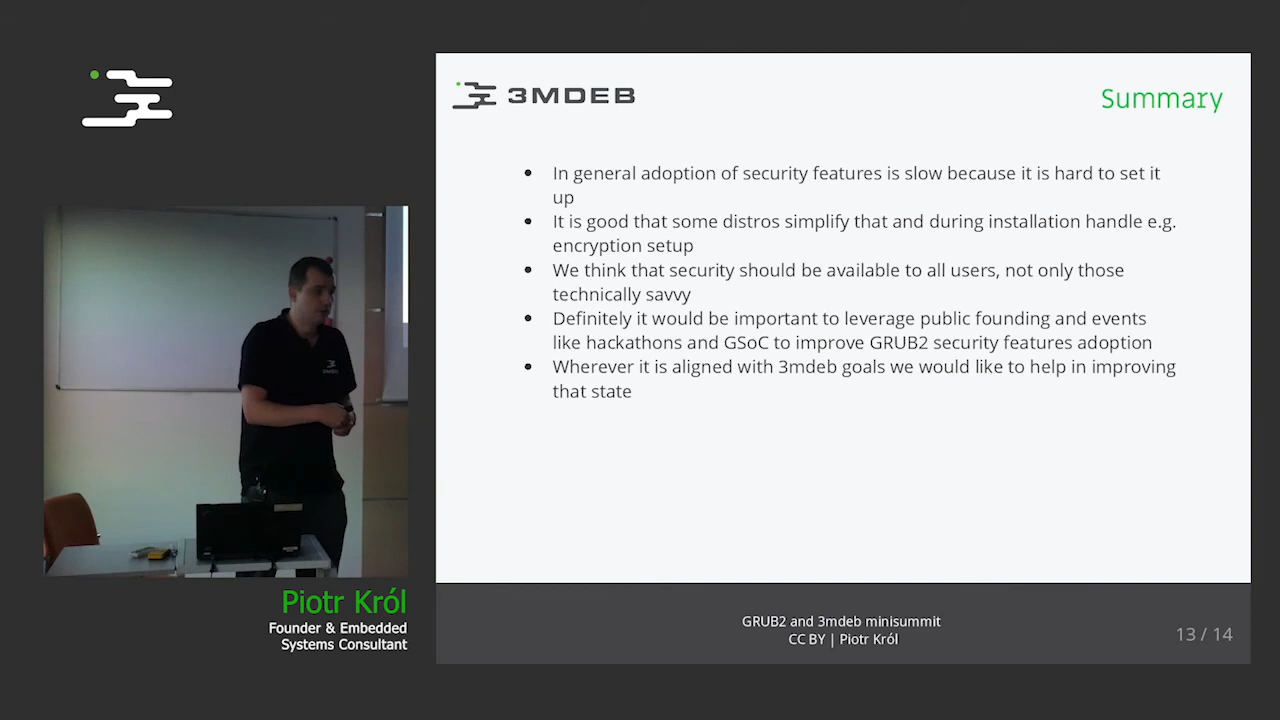 3MDEB
Summary
In general adoption of security features is slow because it is hard to set it
up
It is good that some distros simplify that and during installation handle e.g.
encryption setup
We think that security should be available to all users, not only those
technically savvy
Definitely it would be important to leverage public founding and events
like hackathons and GSoC to improve GRUB2 security features adoption
Wherever it is aligned with 3mdeb goals we would like to help in improving
that state
Piotr Król
Founder & Embedded
Systems Consultant
GRUB2 and 3mdeb minisummit
CC BY | Piotr Król
13 / 14